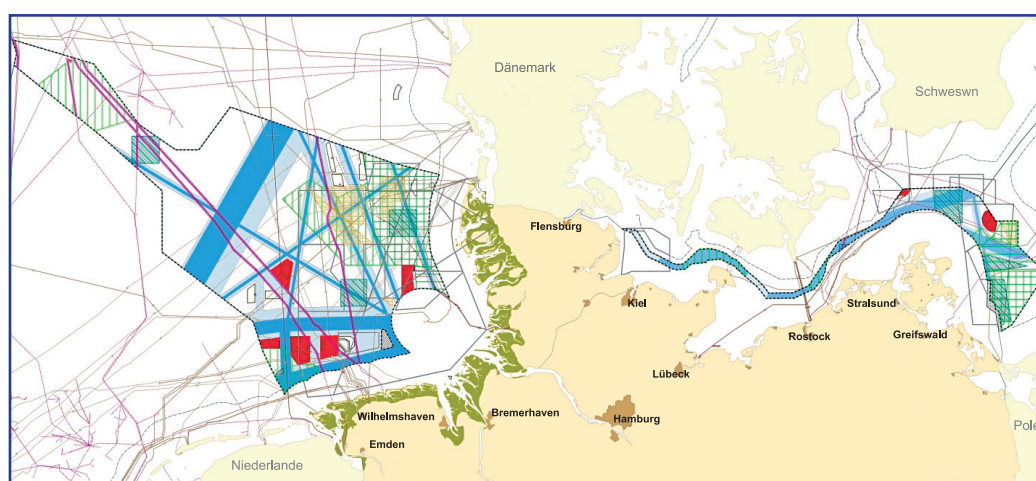 Dänemark
Schweswn
Flensburg
Kiel
Stralsund
Rostock
Greifswald
Lübeck
Wilhelmshaven
Bremerhaven
Hamburg
Pole
Emden
Niederlande